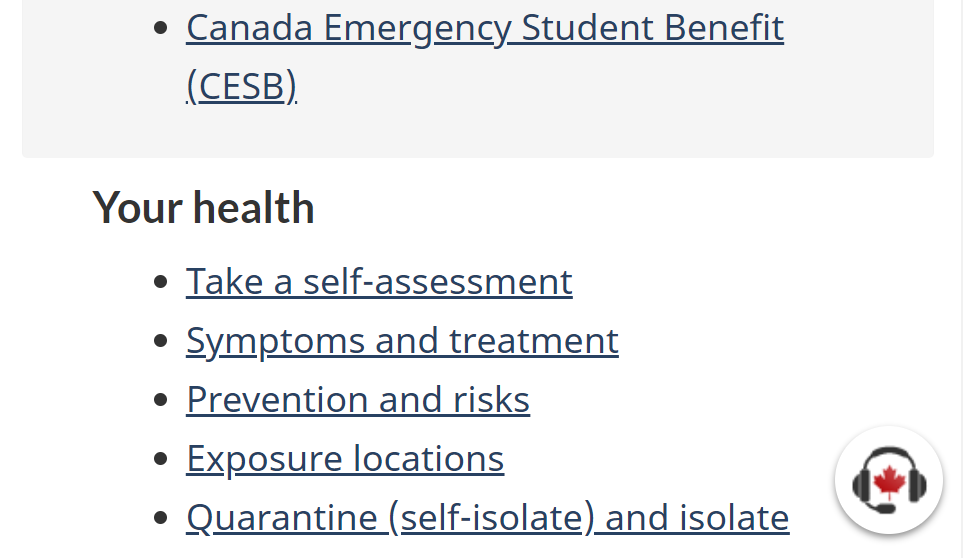 Canada Emergency Student Benefit
(CESB)
Your health
Take a self-assessment
Symptoms and treatment
Prevention and risks
Exposure locations
Quarantine (self-isolate) and isolate